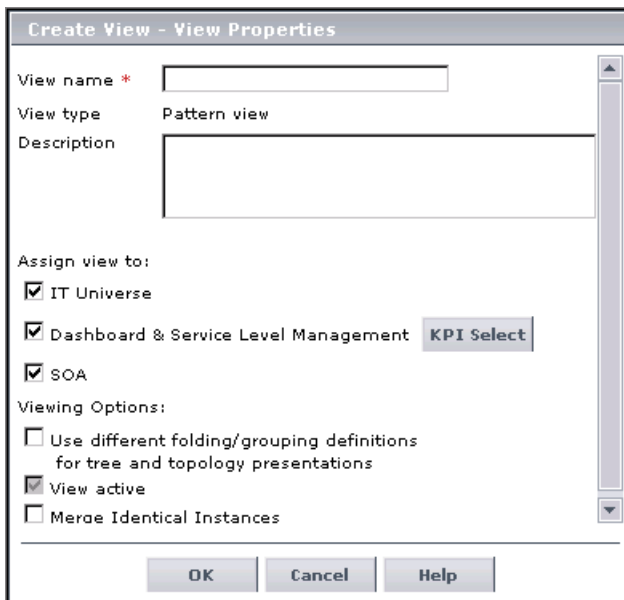 Create View - View Properties
View name *
View type Pattern view
Description
Assign view to:
IT Universe
Dashboard & Service Level Management KPI Select
SOA
Viewing Options:
Use different folding/grouping definitions
for tree and topology presentations
View active
Merge Identical Instances
OK Cancel Help